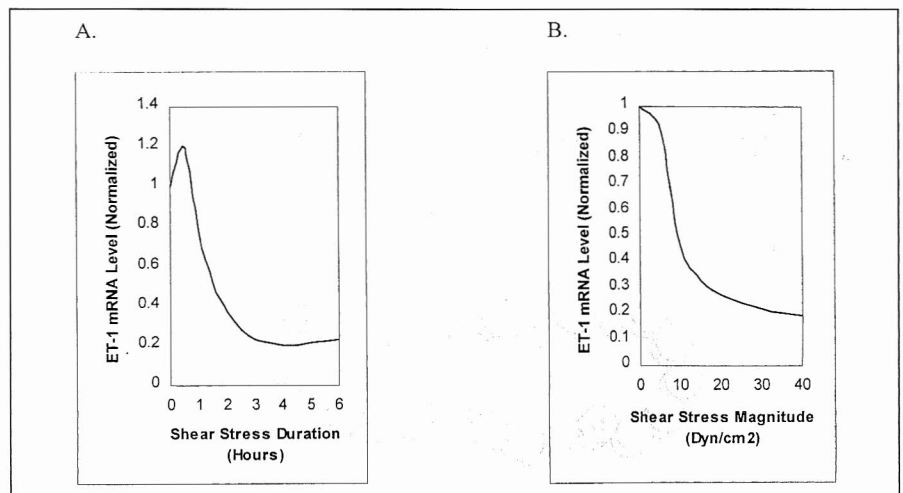 A.
B.
ET-1 mRNA Level (Normalized)
1.4
1.2
1
0.8
0.6
0.4
0.2
0
0 1 2 3 4 5 6
Shear Stress Duration
(Hours)
ET-1 mRNA Level (Normalized)
1
0.9
0.8
0.7
0.6
0.5
0.4
0.3
0.2
0.1
0
0 10 20 30 40
Shear Stress Magnitude
(Dyn/cm2)